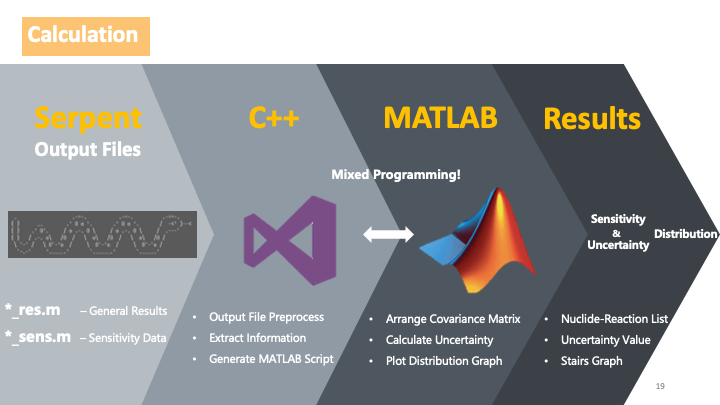 Calculation
Serpent
Output Files
*_res.m – General Results
*_sens.m – Sensitivity Data
C++
• Output File Preprocess
• Extract Information
• Generate MATLAB Script
Mixed Programming!
MATLAB
• Arrange Covariance Matrix
• Calculate Uncertainty
• Plot Distribution Graph
Results
Sensitivity
&
Uncertainty
Distribution
• Nuclide-Reaction List
• Uncertainty Value
• Stairs Graph
19